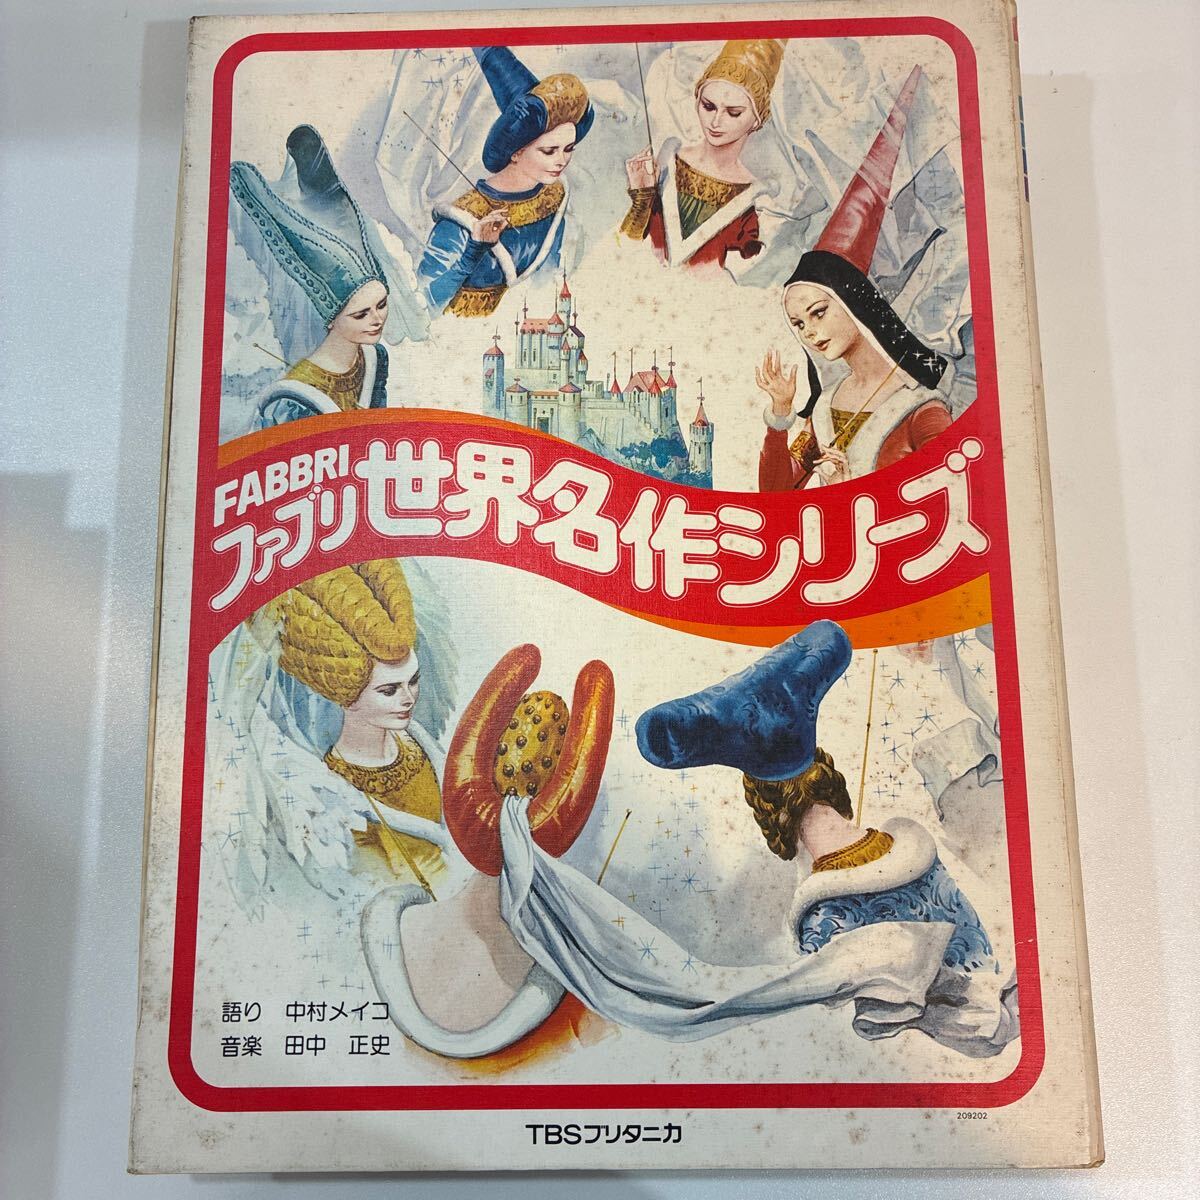 FABBRI
ファブリ世界名作シリーズ
語り 中村メイコ
音楽 田中 正史
209202
TBSブリタニカ